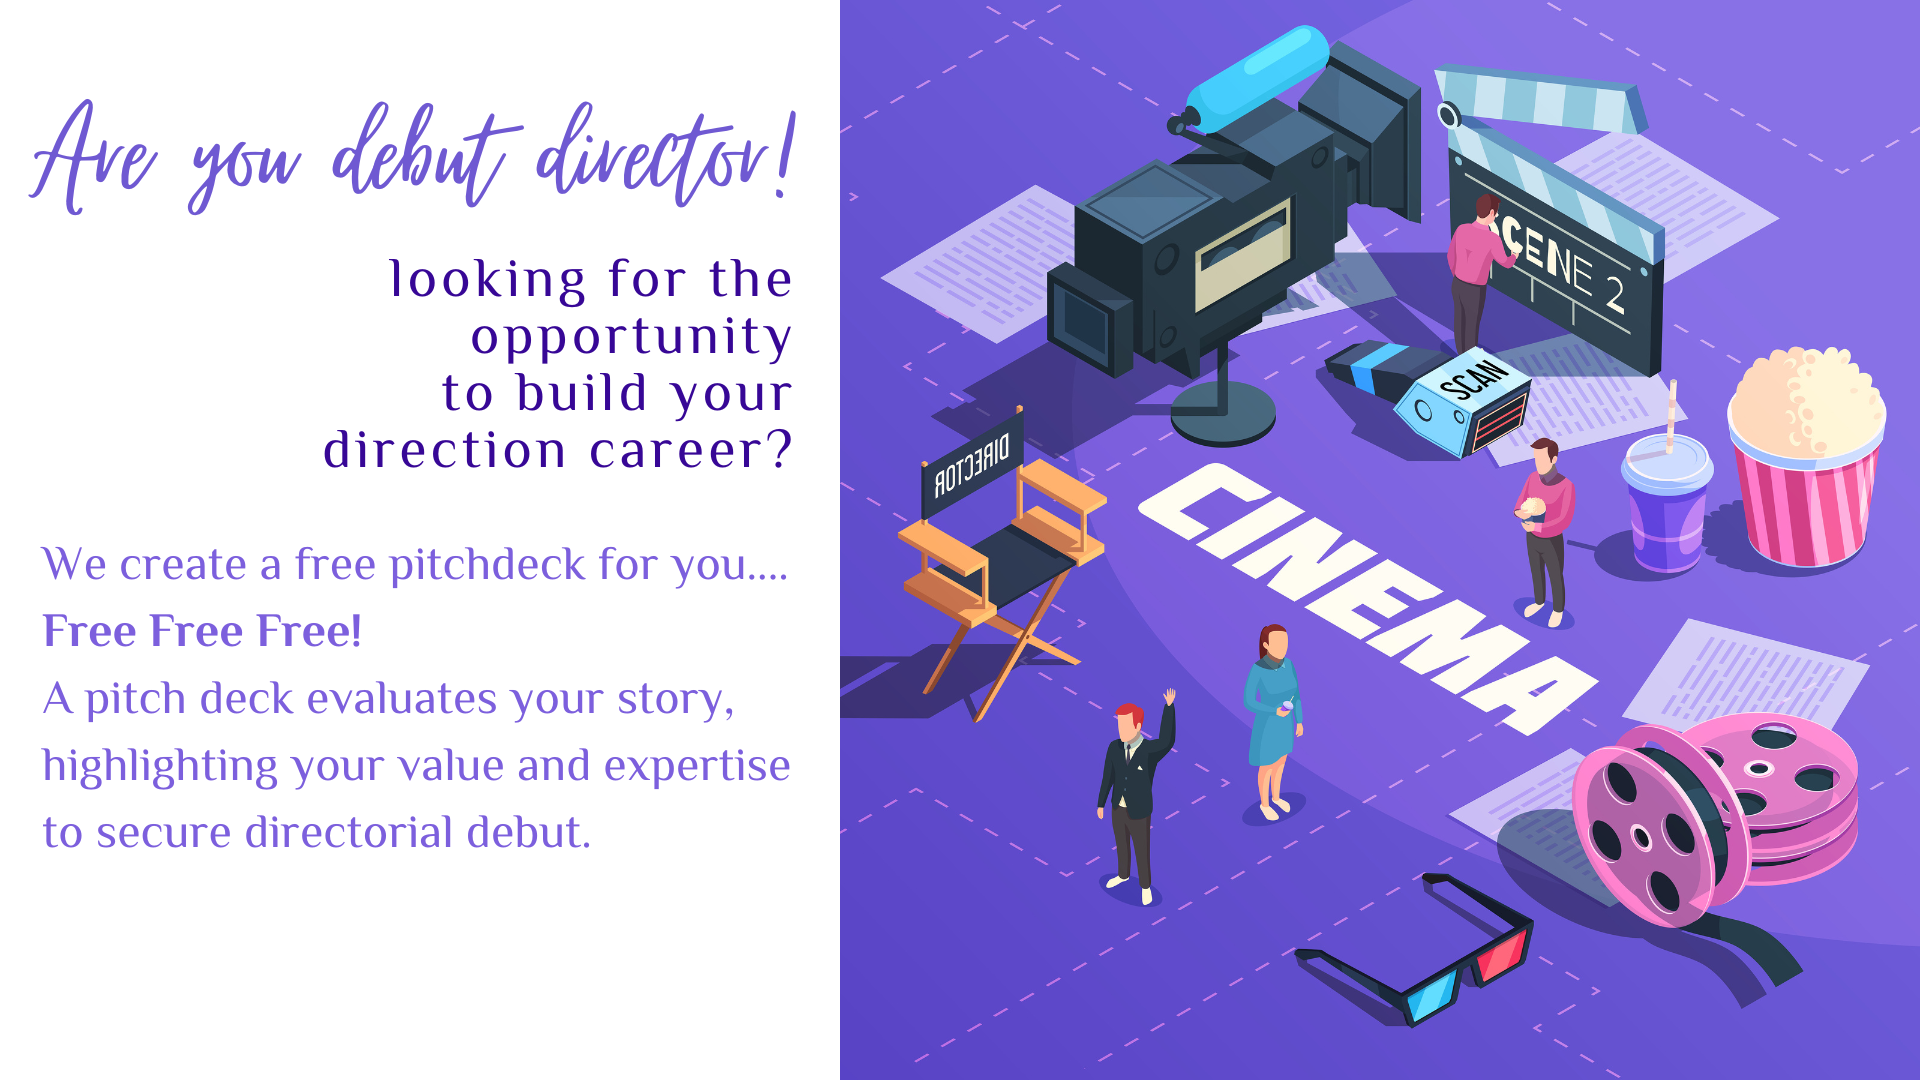 Are you debut director!
looking for the
opportunity
to build your
direction career?
We create a free pitchdeck for you....
Free Free Free!
A pitch deck evaluates your story,
highlighting your value and expertise
to secure directorial debut.
SCENE 2
SCAN
DIRECTOR
CINEMA